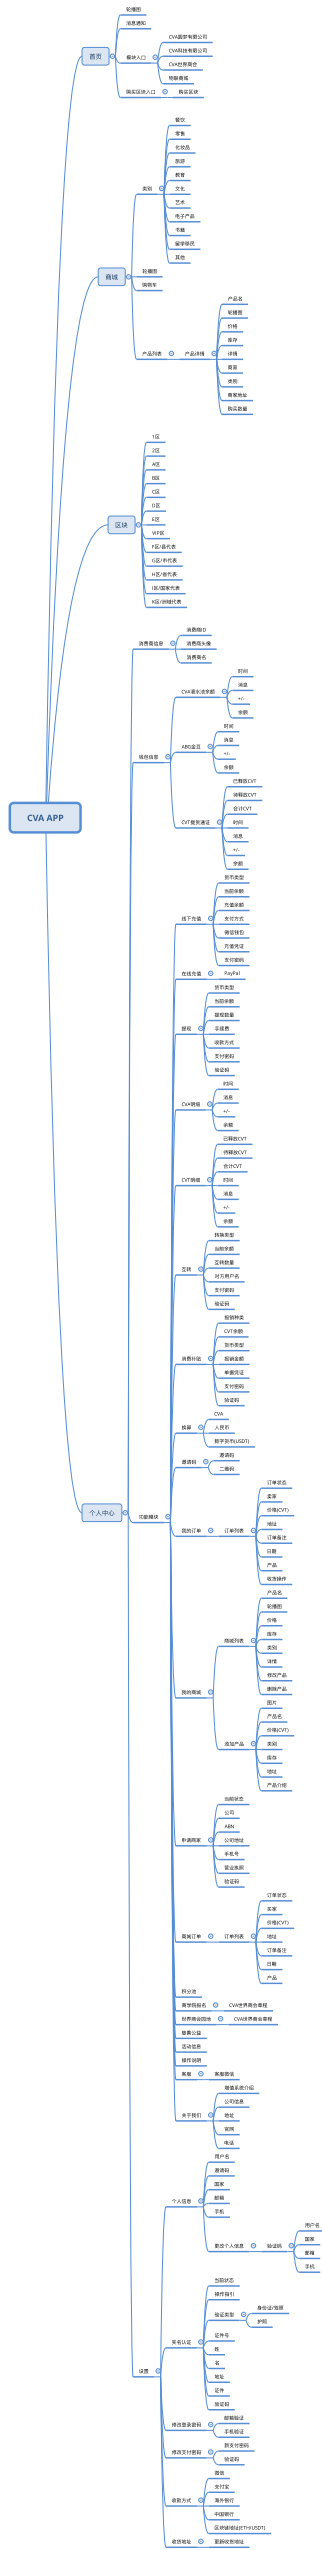 CVA APP
首页
轮播图
消息通知
模块入口
CVA圆梦有限公司
CVA科技有限公司
CVA世界商会
物联商城
购买区块入口
购买区块
商城
类别
餐饮
零售
化妆品
旅游
教育
文化
艺术
电子产品
书籍
留学移民
其他
轮播图
购物车
产品列表
产品详情
产品名
轮播图
价格
库存
详情
商家
类别
商家地址
购买数量
区块
1区
2区
A区
B区
C区
D区
E区
VIP区
F区/县代表
G区/市代表
H区/省代表
I区/国家代表
K区/洲域代表
个人中心
消费商信息
消费商ID
消费商头像
消费商名
钱包信息
CVA蓄水池余额
时间
消息
+/-
余额
ABG金豆
时间
消息
+/-
余额
CVT提货通证
已释放CVT
待释放CVT
合计CVT
时间
消息
+/-
余额
功能模块
线下充值
货币类型
当前余额
充值余额
支付方式
微信钱包
充值凭证
支付密码
在线充值
PayPal
提现
货币类型
当前余额
提现数量
手续费
收款方式
支付密码
验证码
CVA明细
时间
消息
+/-
余额
CVT明细
已释放CVT
待释放CVT
合计CVT
时间
消息
+/-
余额
互转
转换类型
当前余额
互转数量
对方用户名
支付密码
验证码
消费补贴
报销种类
CVT余额
货币类型
报销金额
单据凭证
支付密码
验证码
换算
CVA
人民币
数字货币(USDT)
邀请码
邀请码
二维码
我的订单
订单列表
订单状态
卖家
价格(CVT)
地址
订单备注
日期
产品
收货操作
我的商城
商城列表
产品名
轮播图
价格
库存
类别
详情
修改产品
删除产品
添加产品
图片
产品名
价格(CVT)
类别
库存
地址
产品介绍
申请商家
当前状态
公司
ABN
公司地址
手机号
营业执照
验证码
商城订单
订单列表
订单状态
买家
价格(CVT)
地址
订单备注
日期
产品
积分池
商学院报名
CVA世界商会章程
世界商会园地
CVA世界商会章程
慈善公益
活动信息
操作说明
客服
客服微信
关于我们
增值系统介绍
公司信息
地址
官网
电话
设置
个人信息
用户名
邀请码
国家
邮箱
手机
更改个人信息
验证码
用户名
国家
邮箱
手机
实名认证
当前状态
操作指引
验证类型
身份证/驾照
护照
证件号
姓
名
地址
证件
验证码
修改登录密码
邮箱验证
手机验证
修改支付密码
新支付密码
验证码
收款方式
微信
支付宝
海外银行
中国银行
区块链地址(ETH/USDT)
收货地址
更新收货地址